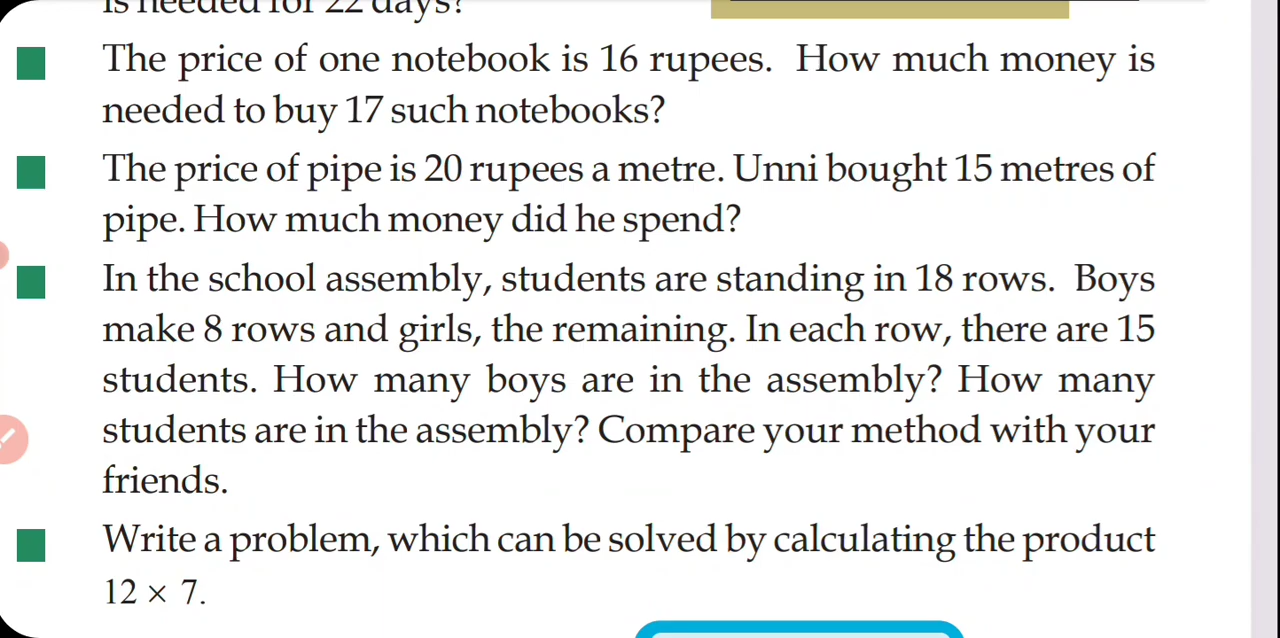 is needed for 22 days?
The price of one notebook is 16 rupees. How much money is
needed to buy 17 such notebooks?
The price of pipe is 20 rupees a metre. Unni bought 15 metres of
pipe. How much money did he spend?
In the school assembly, students are standing in 18 rows. Boys
make 8 rows and girls, the remaining. In each row, there are 15
students. How many boys are in the assembly? How many
students are in the assembly? Compare your method with your
friends.
Write a problem, which can be solved by calculating the product
12 × 7.